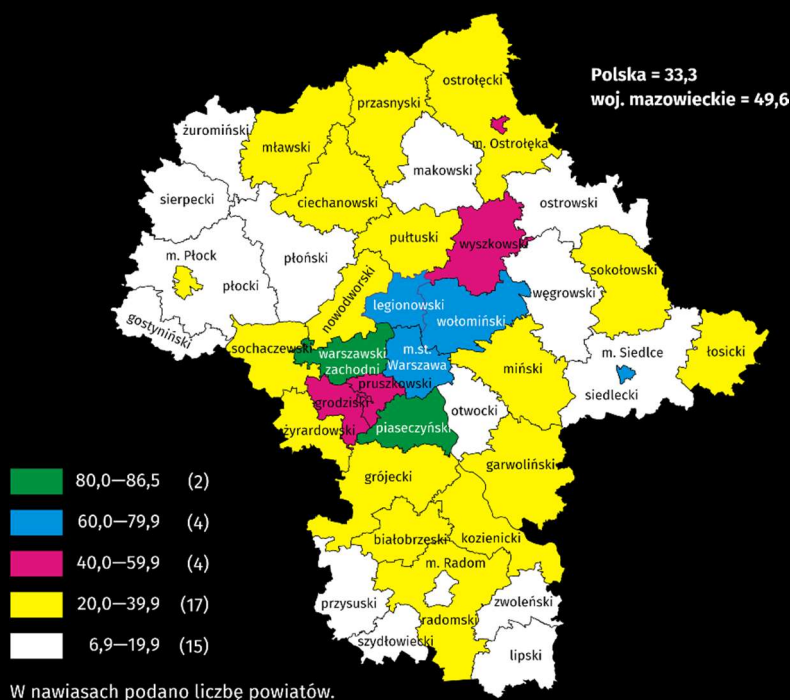 Polska = 33,3
woj. mazowieckie = 49,6
ostrołęcki
przasnyski
żuromiński
mławski
m. Ostrołęka
makowski
sierpecki
ciechanowski
ostrowski
pułtuski
wyszkowski
m. Płock
płoński
sokołowski
płocki
nowodworski
węgrowski
legionowski
wołomiński
gostyniński
sochaczewski
warszawski
zachodni
m.st.
Warszawa
m. Siedlce
łosicki
miński
pruszkowski
siedlecki
grodziski
otwocki
żyrardowski
piaseczyński
garwoliński
grójecki
80,0—86,5 (2)
60,0—79,9 (4)
białobrzeski
kozienicki
40,0—59,9 (4)
m. Radom
20,0—39,9 (17)
przysuski
zwoleński
radomski
szydłowiecki
6,9—19,9 (15)
lipski
W nawiasach podano liczbę powiatów.